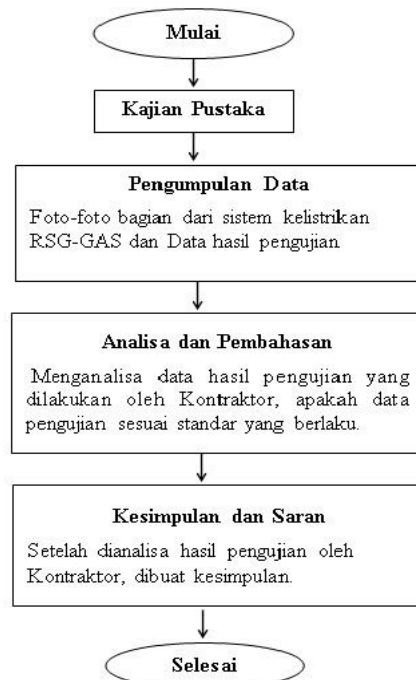 Mulai
Kajian Pustaka
Pengumpulan Data
Foto-foto bagian dari sistem kelistrikan
RSG-GAS dan Data hasil pengujian
Analisa dan Pembahasan
Menganalisa data hasil pengujian yang
dilakukan oleh Kontraktor, apakah data
pengujian sesuai standar yang berlaku.
Kesimpulan dan Saran
Setelah dianalisa hasil pengujian oleh
Kontraktor, dibuat kesimpulan.
Selesai